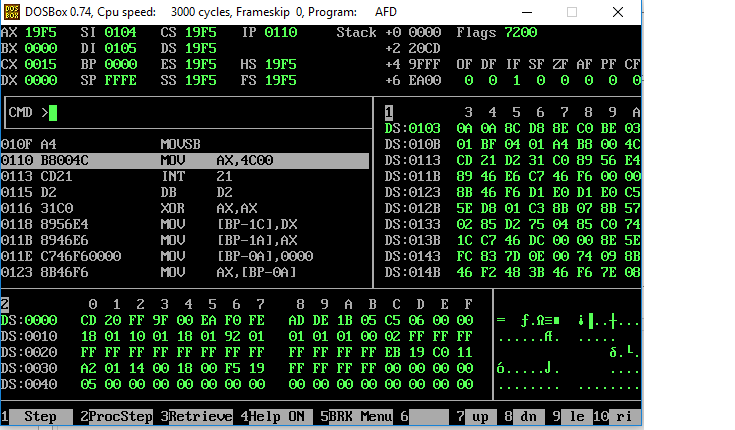 DOSBox 0.74, Cpu speed: 3000 cycles, Frameskip 0, Program: AFD
AX 19F5 SI 0104 CS 19F5 IP 0110 Stack +0 0000 Flags 7200
BX 0000 DI 0105 DS 19F5 +2 20CD
CX 0015 BP 0000 ES 19F5 HS 19F5 +4 9FFF OF DF IF SF ZF AF PF CF
DX 0000 SP FFFE SS 19F5 FS 19F5 +6 EA00 0 0 1 0 0 0 0 0
CMD >
1 3 4 5 6 7 8 9 A
DS:0103 0A 0A 8C D8 8E C0 BE 03
010F A4 MOVSB DS:010B 01 BF 04 01 A4 B8 00 4C
0110 B8004C MOV AX,4C00 DS:0113 CD 21 D2 31 C0 89 56 E4
0113 CD21 INT 21 DS:011B 89 46 E6 C7 46 F6 00 00
0115 D2 DB D2 DS:0123 8B 46 F6 D1 E0 D1 E0 C5
0116 31C0 XOR AX,AX DS:012B 5E D8 01 C3 8B 07 8B 57
0118 8956E4 MOV [BP-1C],DX DS:0133 02 85 D2 75 04 85 C0 74
011B 8946E6 MOV [BP-1A],AX DS:013B 1C C7 46 DC 00 00 8E 5E
011E C746F60000 MOV [BP-0A],0000 DS:0143 FC 83 7D 0E 00 74 09 8B
0123 8B46F6 MOV AX,[BP-0A] DS:014B 46 F2 48 3B 46 F6 7E 08
2 0 1 2 3 4 5 6 7 8 9 A B C D E F
DS:0000 CD 20 FF 9F 00 EA F0 FE AD DE 1B 05 C5 06 00 00
DS:0010 18 01 10 01 18 01 92 01 01 01 01 00 02 FF FF FF
DS:0020 FF FF FF FF FF FF FF FF FF FF FF FF EB 19 C0 11
DS:0030 A2 01 14 00 18 00 F5 19 FF FF FF FF 00 00 00 00
DS:0040 05 00 00 00 00 00 00 00 00 00 00 00 00 00 00 00
1 Step 2ProcStep 3Retrieve 4Help ON 5BRK Menu 6 7 up 8 dn 9 le 10 ri